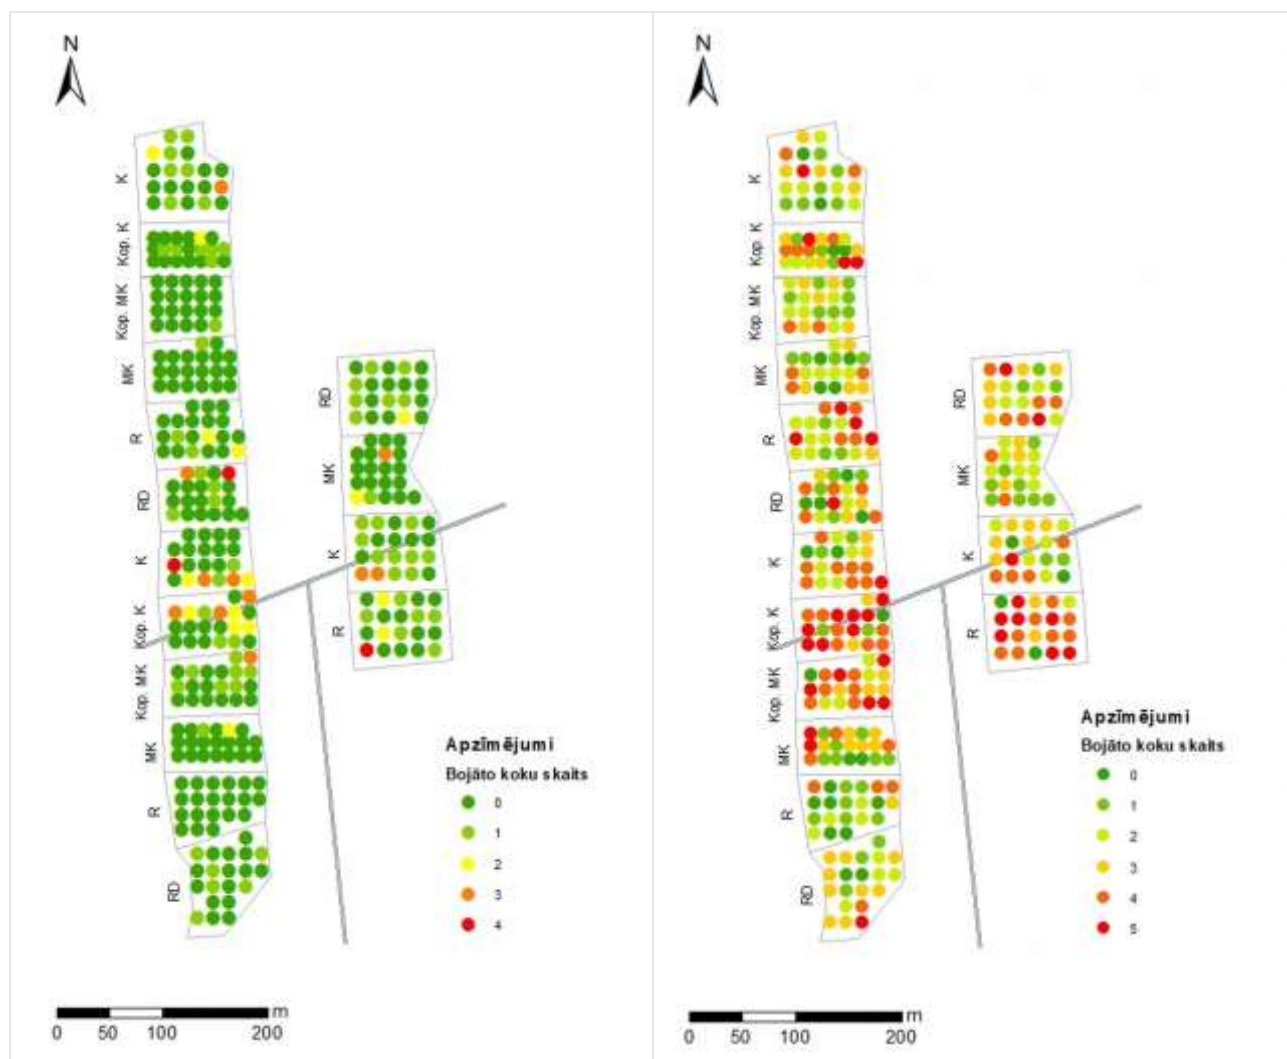 N
K
Kop. K
Kop. MK
MK
R
RD
K
Kop. K
Kop. MK
MK
R
RD
RD
MK
K
R
Apzīmējumi
Bojāto koku skaits
0
1
2
3
4
0 50 100 200 m
N
K
Kop. K
Kop. MK
MK
R
RD
K
Kop. K
Kop. MK
MK
R
RD
RD
MK
K
R
Apzīmējumi
Bojāto koku skaits
0
1
2
3
4
5
0 50 100 200 m